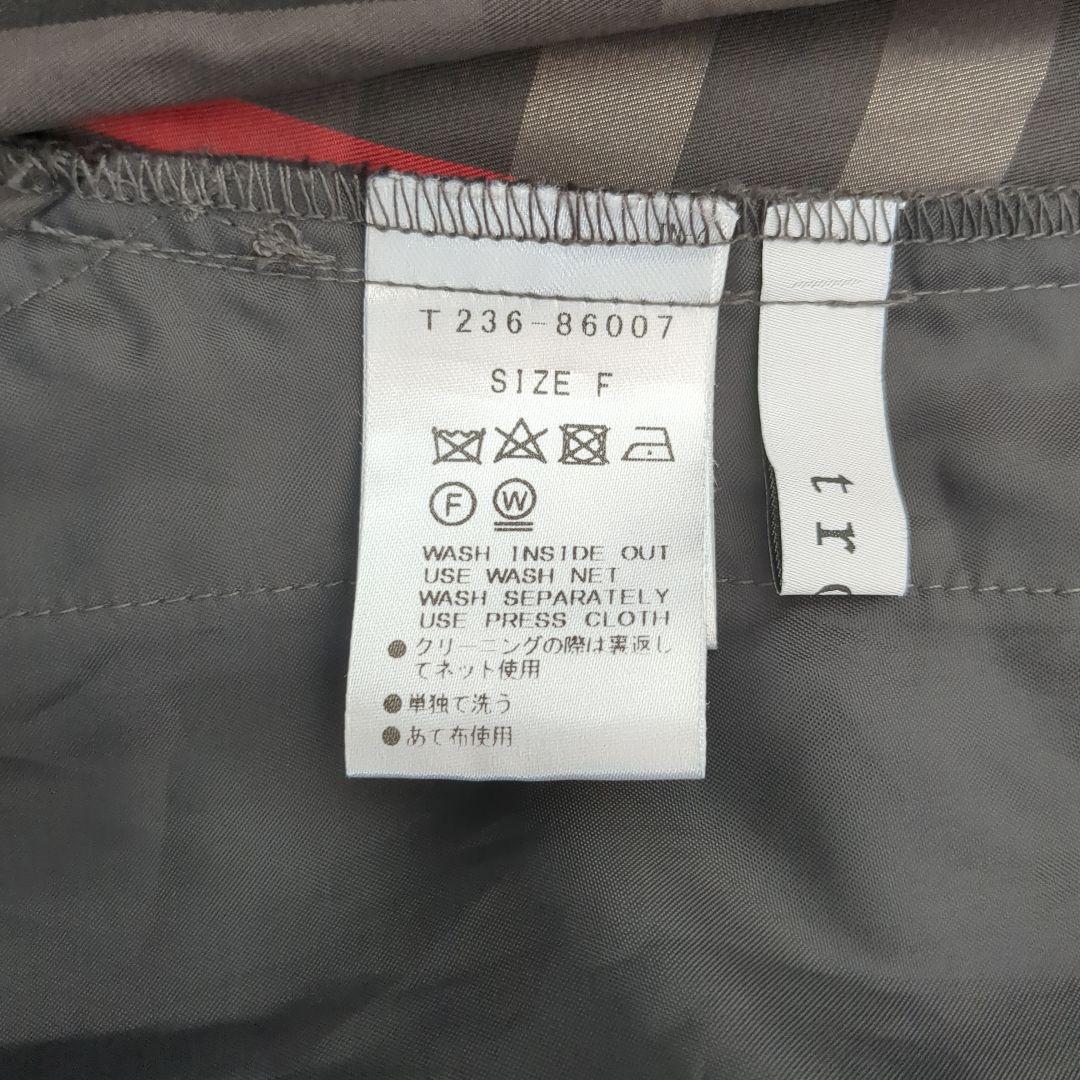 T 236-86007
SIZE F
F W
WASH INSIDE OUT
USE WASH NET
WASH SEPARATELY
USE PRESS CLOTH
●クリーニングの際は裏返し
てネット使用
●単独で洗う
●あて布使用
tr